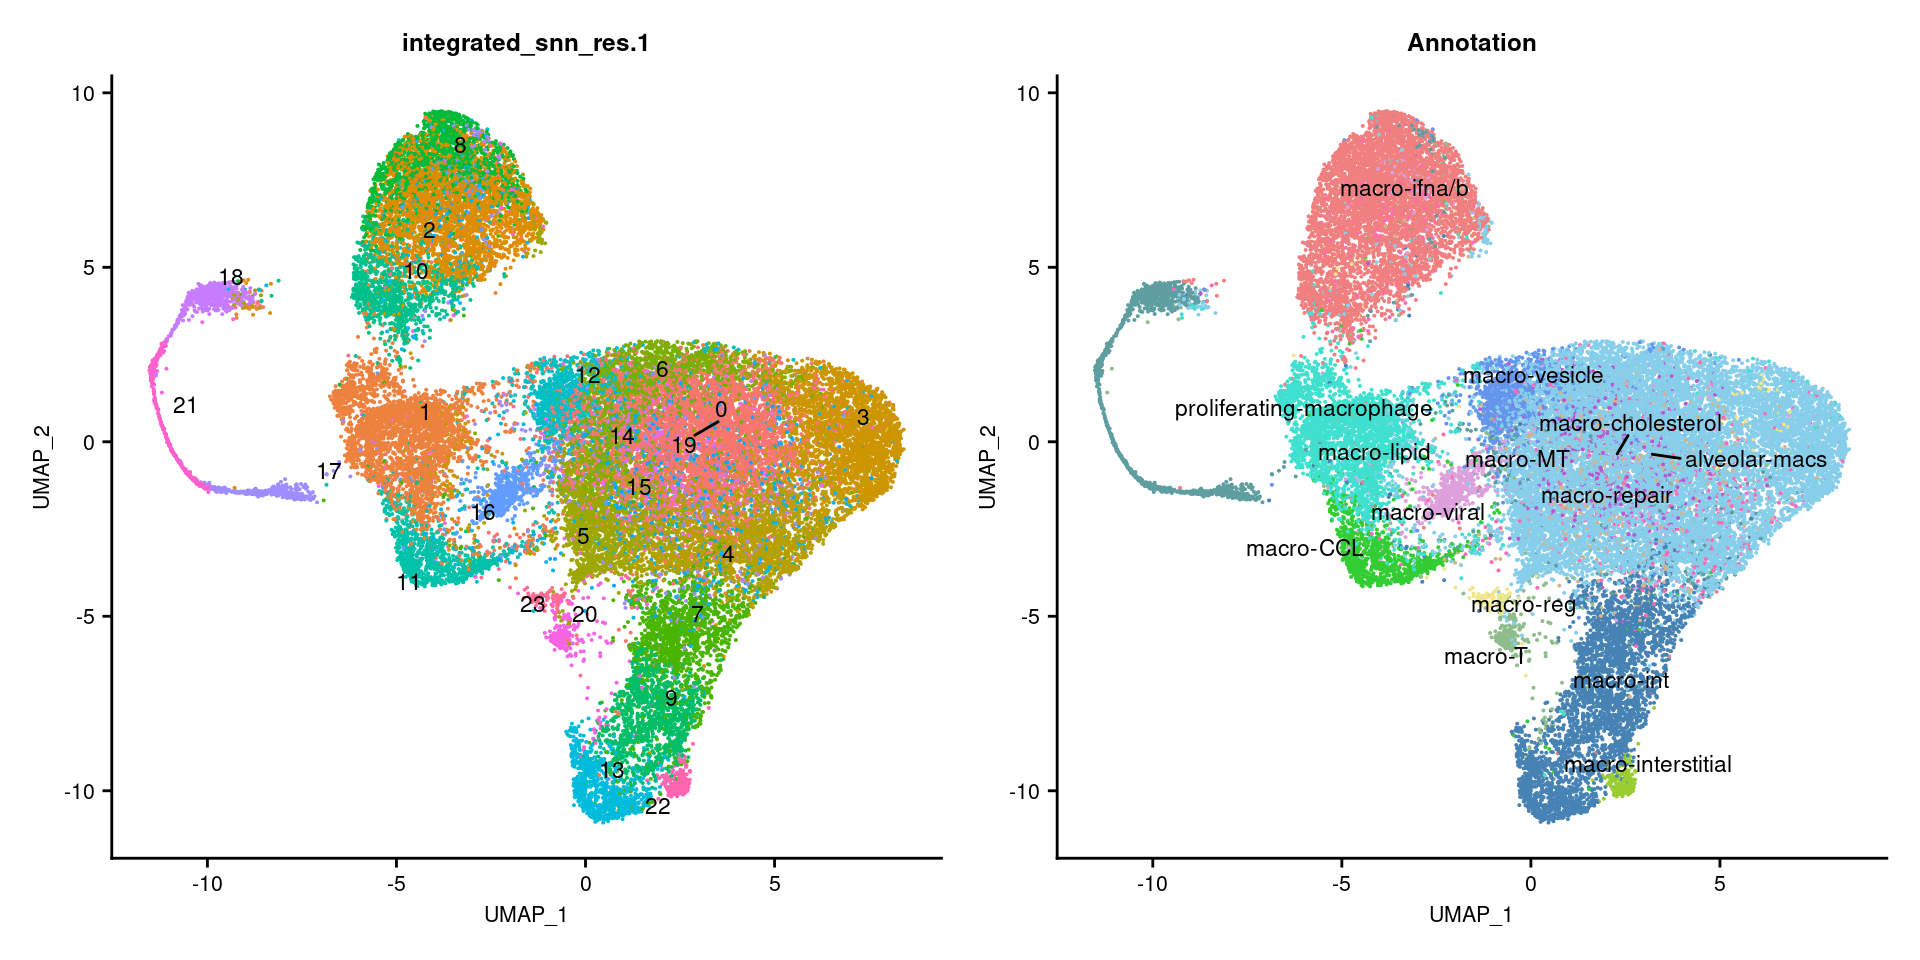 integrated_snn_res.1
10
5
0
-5
-10
UMAP_2
-10
-5
0
5
UMAP_1
8
2
10
18
21
1
17
16
11
12
6
0
3
14
19
15
5
4
23
20
7
9
13
22
Annotation
10
5
0
-5
-10
UMAP_2
-10
-5
0
5
UMAP_1
macro-ifna/b
macro-vesicle
proliferating-macrophage
macro-cholesterol
macro-lipid
macro-MT
alveolar-macs
macro-repair
macro-viral
macro-CCL
macro-reg
macro-T
macro-int
macro-interstitial